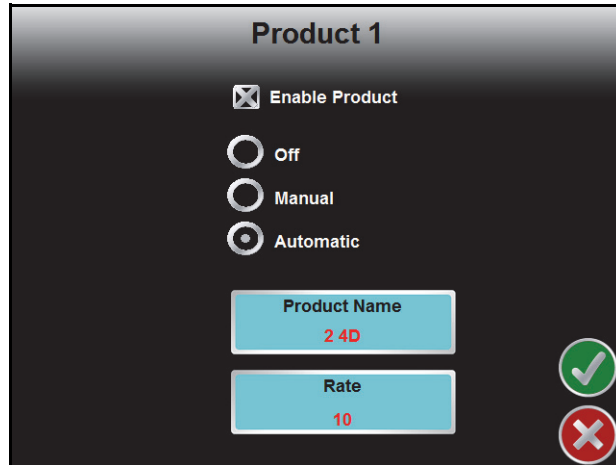 Product 1
Enable Product
Off
Manual
Automatic
Product Name
2 4D
Rate
10